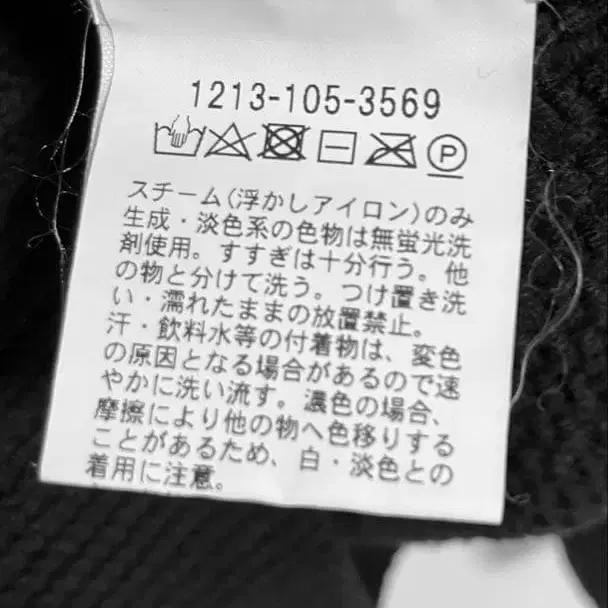 1213-105-3569
P
スチーム(浮かしアイロン)のみ
生成・淡色系の色物は無蛍光洗
剤使用。すすぎは十分行う。他
の物と分けて洗う。つけ置き洗
い・濡れたままの放置禁止。
汗・飲料水等の付着物は、変色
の原因となる場合があるので速
やかに洗い流す。濃色の場合、
摩擦により他の物へ色移りする
ことがあるため、白・淡色との
着用に注意。